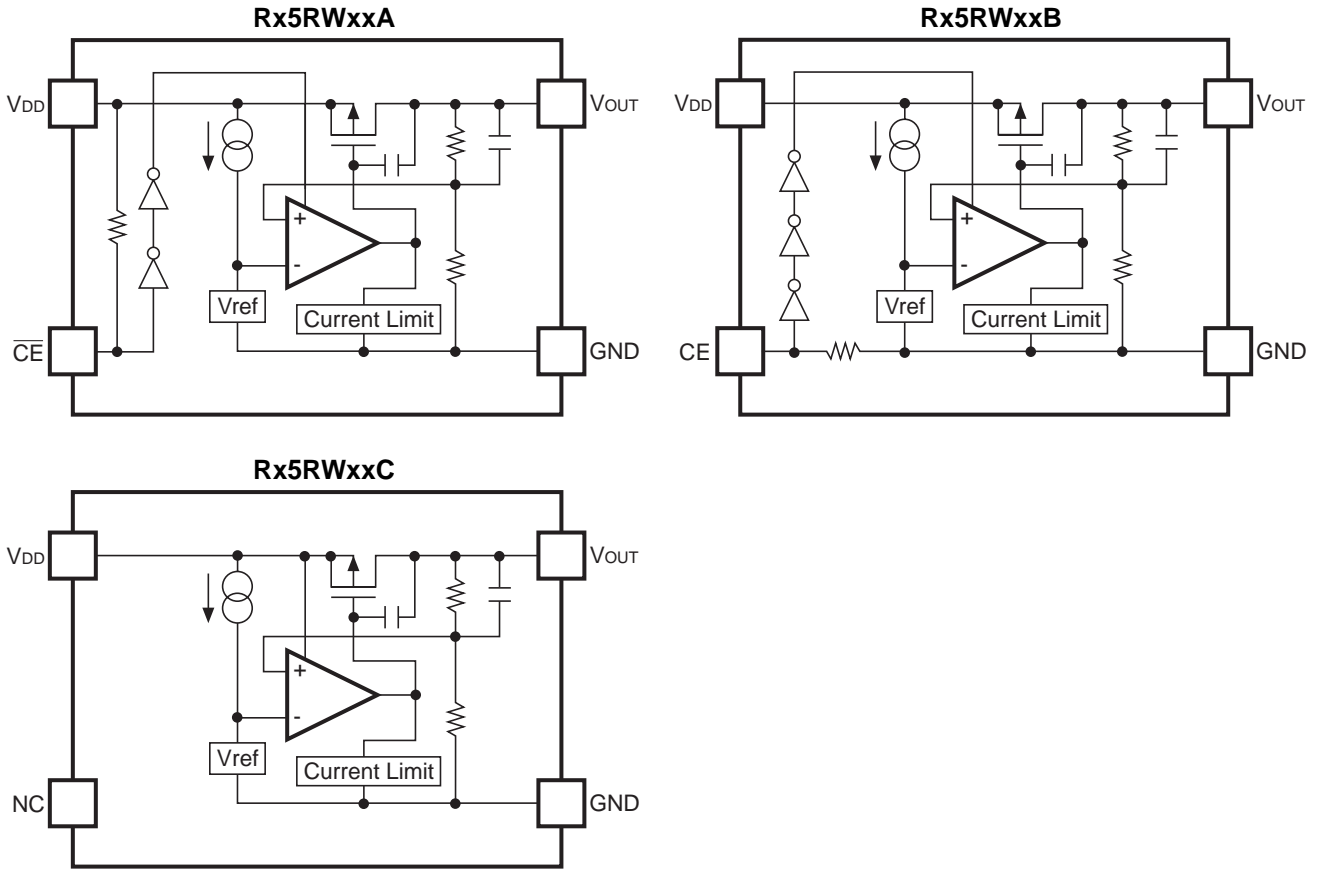 Rx5RWxxA
VDD
VOUT
+
-
Vref
Current Limit
C̅E̅
GND
Rx5RWxxB
VDD
VOUT
+
-
Vref
Current Limit
CE
GND
Rx5RWxxC
VDD
VOUT
+
-
Vref
Current Limit
NC
GND